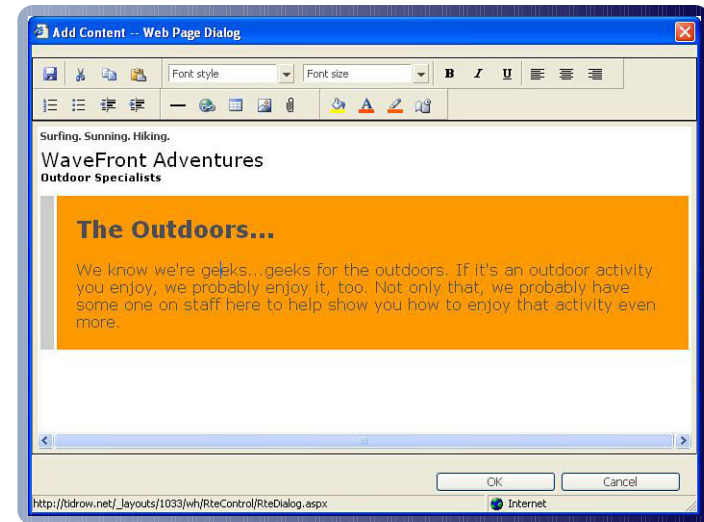 Add Content -- Web Page Dialog
Font style
Font size
B I U
A
Surfing. Sunning. Hiking.
WaveFront Adventures
Outdoor Specialists
The Outdoors...
We know we're geeks...geeks for the outdoors. If it's an outdoor activity
you enjoy, we probably enjoy it, too. Not only that, we probably have
some one on staff here to help show you how to enjoy that activity even
more.
OK
Cancel
http://tidrow.net/_layouts/1033/wh/RteControl/RteDialog.aspx
Internet